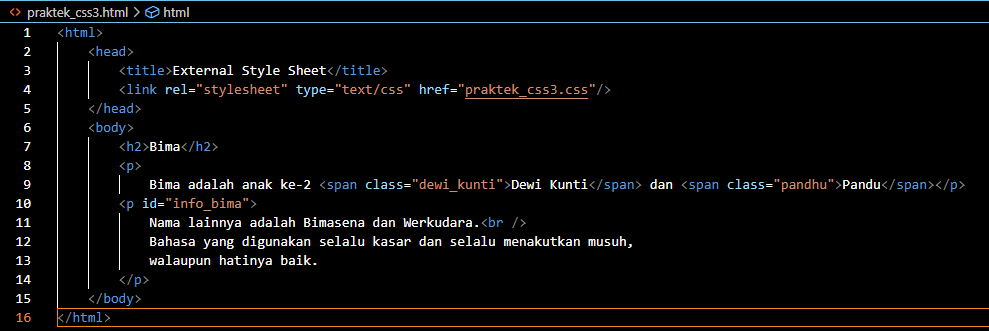 praktek_css3.html > html
1 <html>
2 <head>
3 <title>External Style Sheet</title>
4 <link rel="stylesheet" type="text/css" href="praktek_css3.css"/>
5 </head>
6 <body>
7 <h2>Bima</h2>
8 <p>
9 Bima adalah anak ke-2 <span class="dewi_kunti">Dewi Kunti</span> dan <span class="pandhu">Pandu</span></p>
10 <p id="info_bima">
11 Nama lainnya adalah Bimasena dan Werkudara.<br />
12 Bahasa yang digunakan selalu kasar dan selalu menakutkan musuh,
13 walaupun hatinya baik.
14 </p>
15 </body>
16 </html>